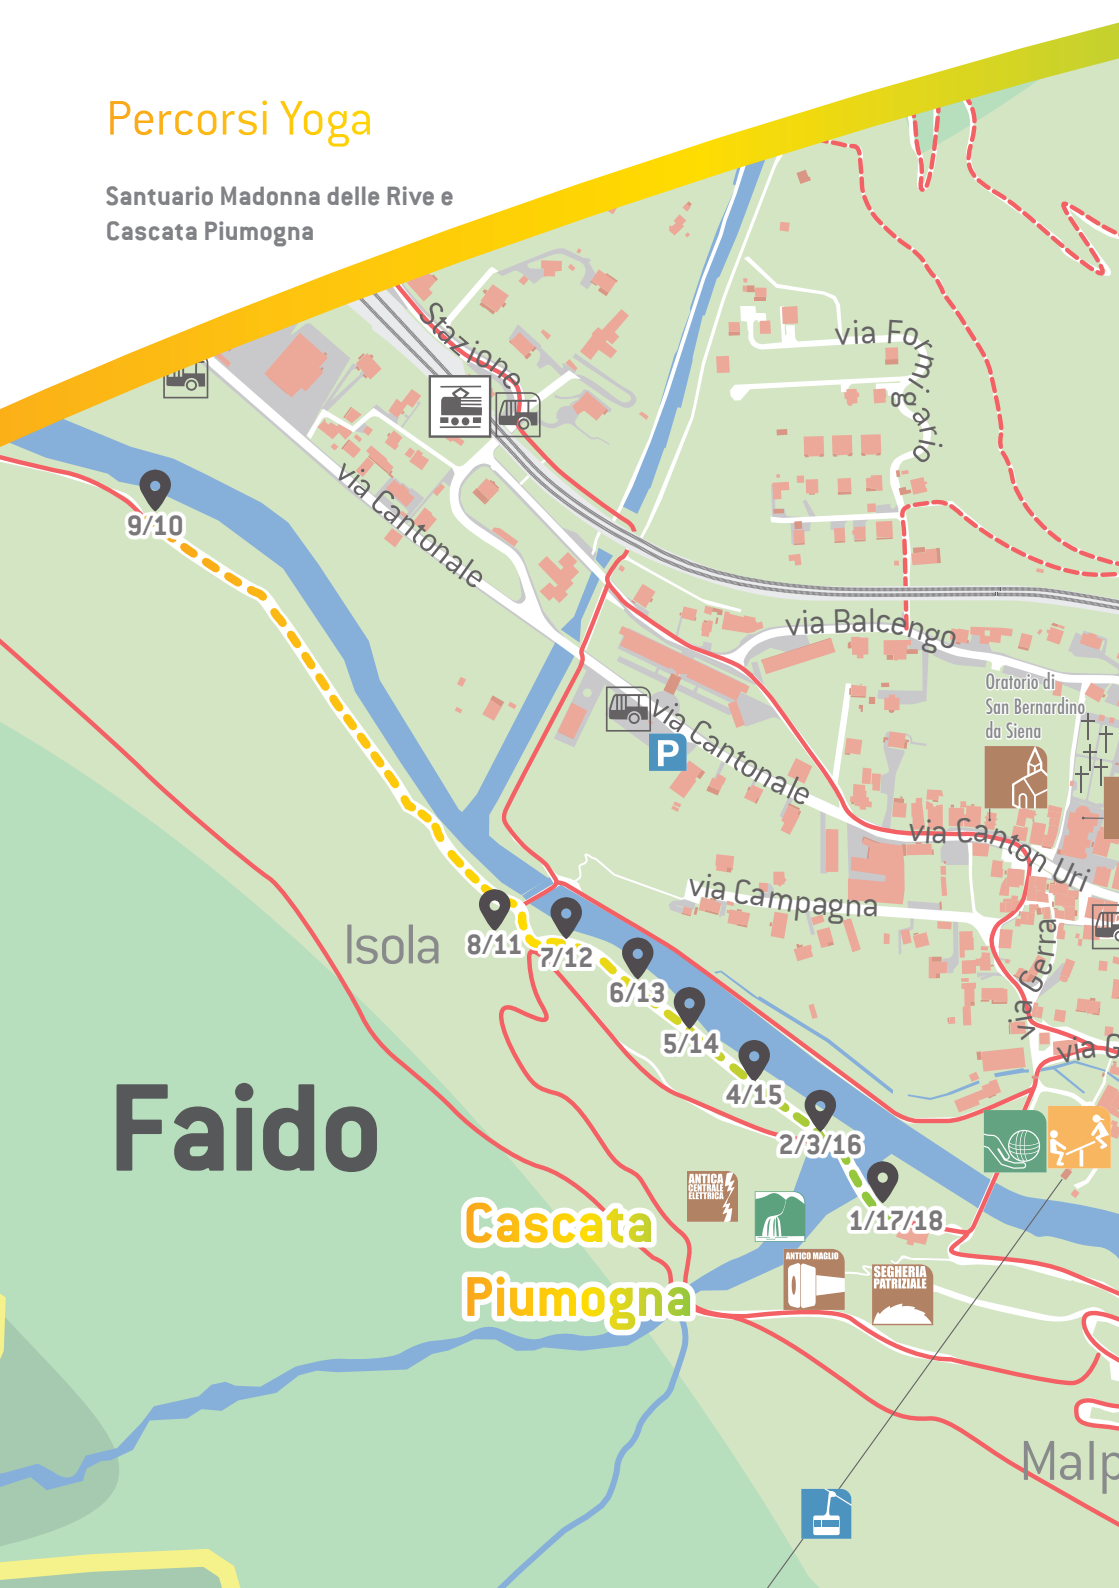 Percorsi Yoga
Santuario Madonna delle Rive e
Cascata Piumogna
Stazione
via Formigario
via Cantonale
9/10
via Balcengo
Oratorio di
San Bernardino
da Siena
via Cantonale
P
via Canton Uri
via Campagna
Isola
8/11
7/12
6/13
via Gerra
5/14
via G
4/15
Faido
2/3/16
ANTICA
CENTRALE
ELETTRICA
Cascata
Piumogna
1/17/18
ANTICO MAGLIO
SEGHERIA
PATRIZIALE
Malp